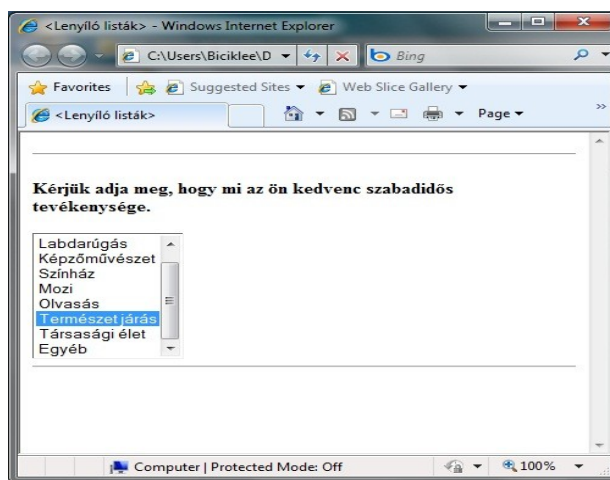 <Lenyíló listák> - Windows Internet Explorer
C:\Users\Biciklee\D
Bing
Favorites
Suggested Sites
Web Slice Gallery
<Lenyíló listák>
Page
»
Kérjük adja meg, hogy mi az ön kedvenc szabadidős
tevékenysége.
Labdarúgás
Képzőművészet
Színház
Mozi
Olvasás
Természetjárás
Társasági élet
Egyéb
Computer | Protected Mode: Off
100%